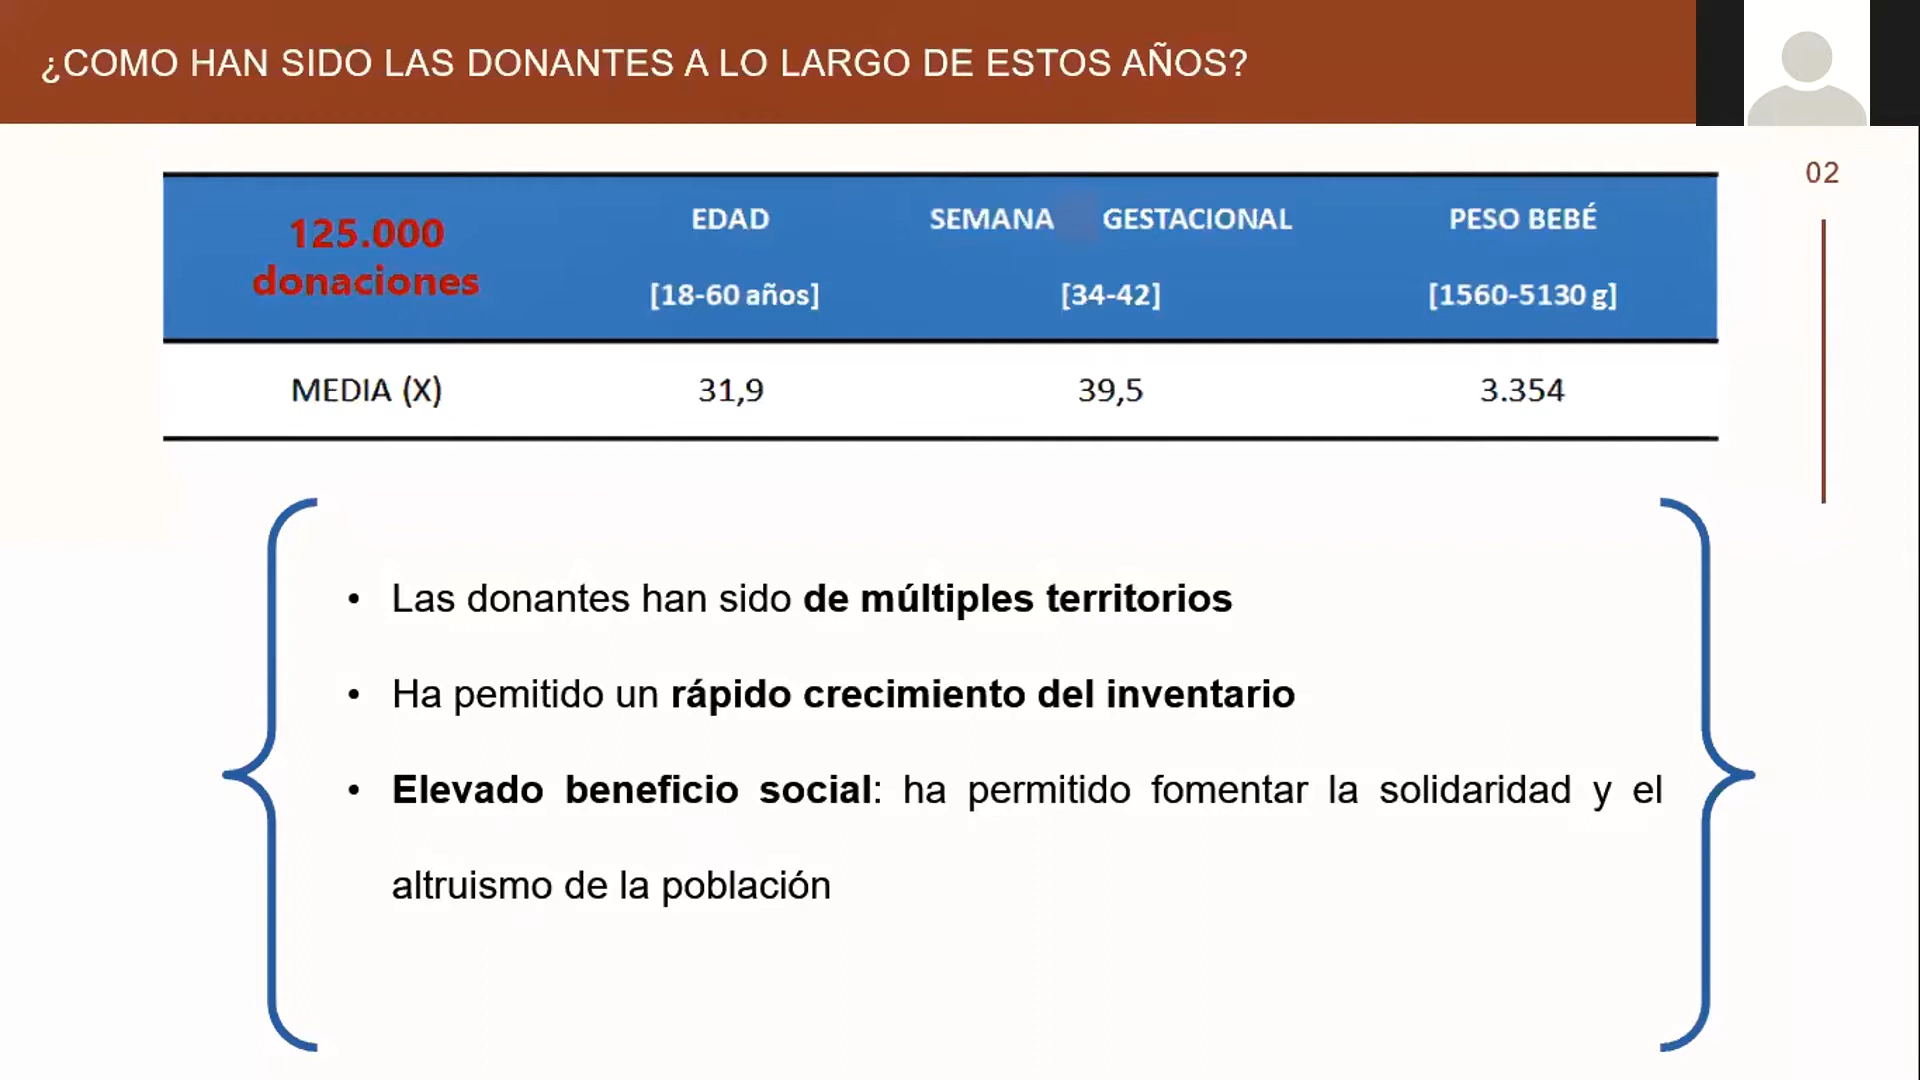 ¿COMO HAN SIDO LAS DONANTES A LO LARGO DE ESTOS AÑOS?
02
125.000 donaciones
EDAD [18-60 años]
SEMANA GESTACIONAL [34-42]
PESO BEBÉ [1560-5130 g]
MEDIA (X) 31,9 39,5 3.354
• Las donantes han sido de múltiples territorios
• Ha pemitido un rápido crecimiento del inventario
• Elevado beneficio social: ha permitido fomentar la solidaridad y el
altruismo de la población